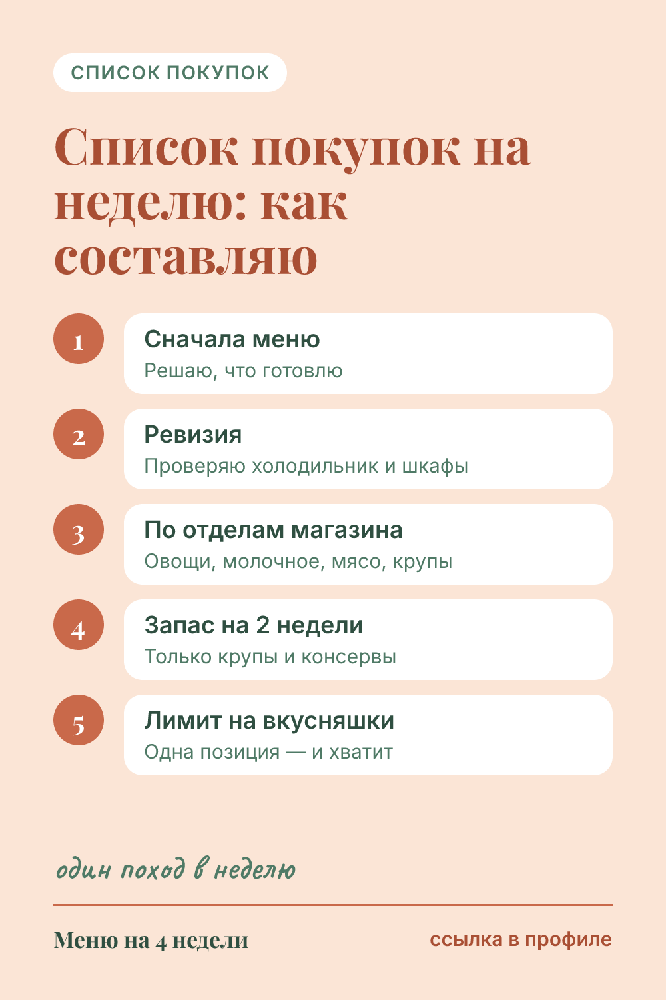 СПИСОК ПОКУПОК
Список покупок на
неделю: как
составляю
1
Сначала меню
Решаю, что готовлю
2
Ревизия
Проверяю холодильник и шкафы
3
По отделам магазина
Овощи, молочное, мясо, крупы
4
Запас на 2 недели
Только крупы и консервы
5
Лимит на вкусняшки
Одна позиция — и хватит
один поход в неделю
Меню на 4 недели
ссылка в профиле